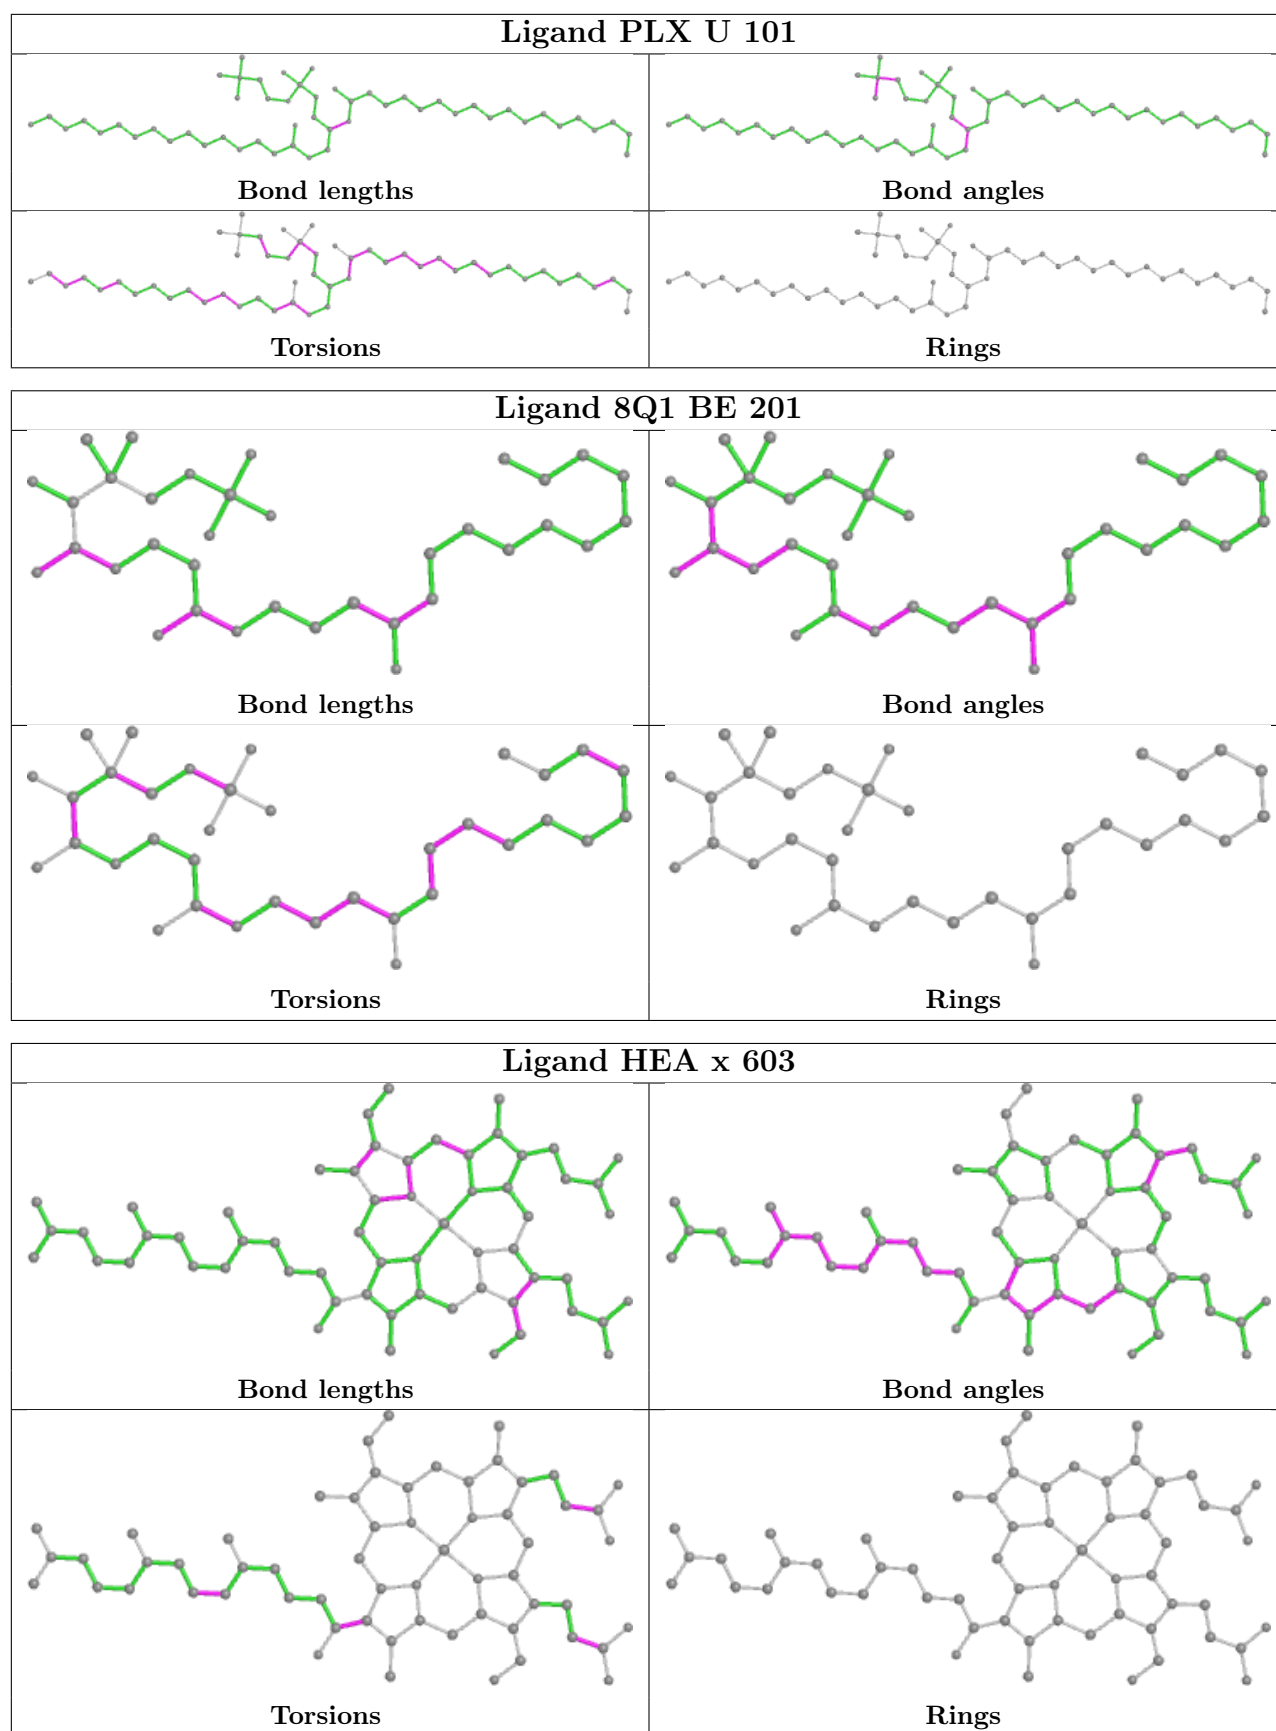 Ligand PLX U 101
Bond lengths
Bond angles
Torsions
Rings
Ligand 8Q1 BE 201
Bond lengths
Bond angles
Torsions
Rings
Ligand HEA x 603
Bond lengths
Bond angles
Torsions
Rings